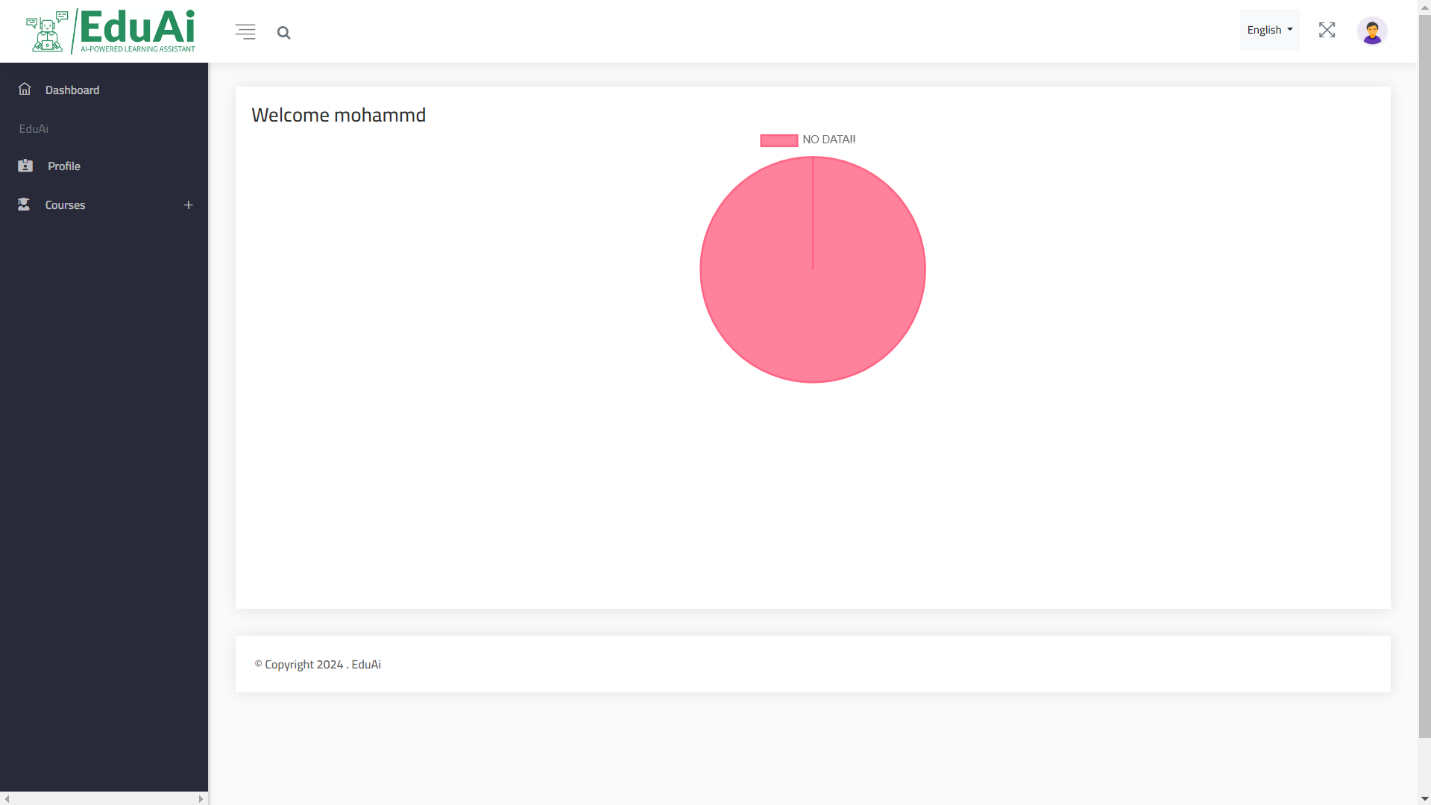 EduAi
AI-POWERED LEARNING ASSISTANT
English
Dashboard
EduAi
Profile
Courses
Welcome mohammd
NO DATA!!
© Copyright 2024 . EduAi